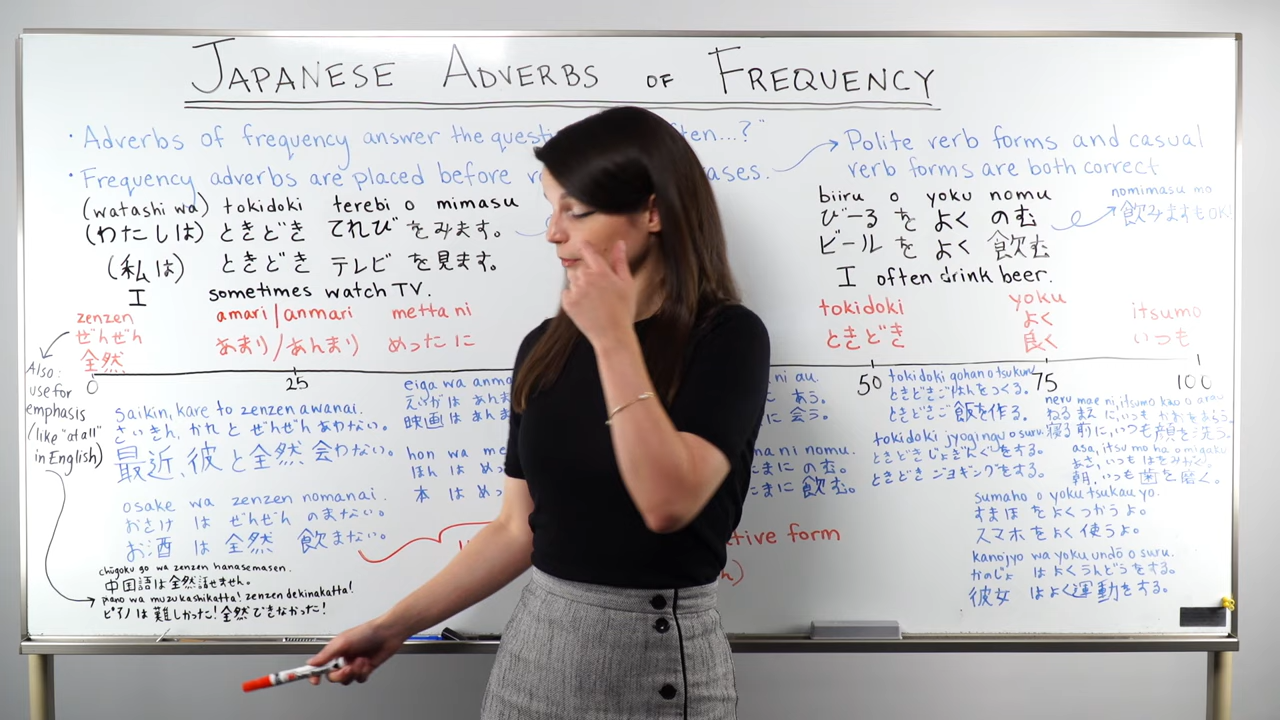 JAPANESE ADVERBS OF FREQUENCY
· Adverbs of frequency answer the ...?"
· Frequency adverbs are placed before
Polite verb forms and casual
verb forms are both correct
(watashi wa) tokidoki terebi o mimasu
(わたしは) ときどき てれび をみます。
(私は) ときどき テレビ を見ます。
I sometimes watch TV.
biiru o yoku nomu
びーる を よく のむ
ビール を よく 飲む
I often drink beer.
nomimasu mo
飲みますもOK!
zenzen
ぜんぜん
全然
amari/anmari
あまり/あんまり
metta ni
めった に
tokidoki
ときどき
yoku
よく
良く
itsumo
いつも
0 25 50 75 100
Also:
use for
emphasis
(like "at all"
in English)
saikin, kare to zenzen awanai.
さいきん, かれ と ぜんぜん あわない。
最近, 彼 と 全然 会わない。
osake wa zenzen nomanai.
おさけ は ぜんぜん のまない。
お酒 は 全然 飲まない。
chūgoku go wa zenzen hanasemasen.
中国語は全然話せません。
piano wa muzukashikatta! zenzen dekinakatta!
ピアノは難しかった!全然できなかった!
eiga wa
えいが は
映画 は
hon wa
ほん は
本 は
ni au.
に あう。
に 会う。
ni nomu.
まに のむ。
まに 飲む。
form
tokidoki gohan o tsukuru
ときどきごはんをつくる。
ときどきご飯を作る。
tokidoki jyogingu o suru.
ときどきじょぎんぐをする。
ときどきジョギングをする。
neru mae ni, itsumo kao o arau
ねるまえに,いつもかおをあらう。
寝る前に,いつも顔を洗う。
asa, itsumo ha o migaku
あさ,いつもはをみがく。
朝,いつも歯を磨く。
sumaho o yoku tsukau yo.
すまほ をよくつかうよ。
スマホ をよく使うよ。
kanojyo wa yoku undō o suru.
かのじょ はよくうんどうをする。
彼女 はよく運動をする。